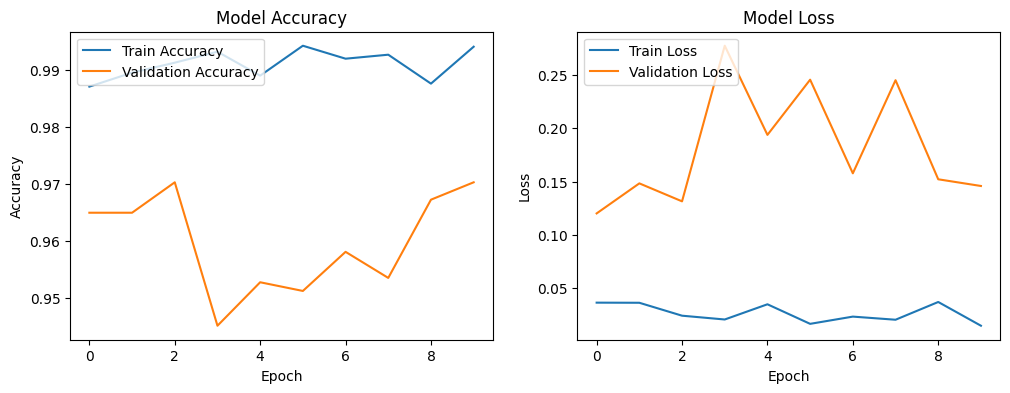 Model Accuracy
Train Accuracy
Validation Accuracy
0.99
0.98
0.97
0.96
0.95
Accuracy
0 2 4 6 8
Epoch
Model Loss
Train Loss
Validation Loss
0.25
0.20
0.15
0.10
0.05
Loss
0 2 4 6 8
Epoch